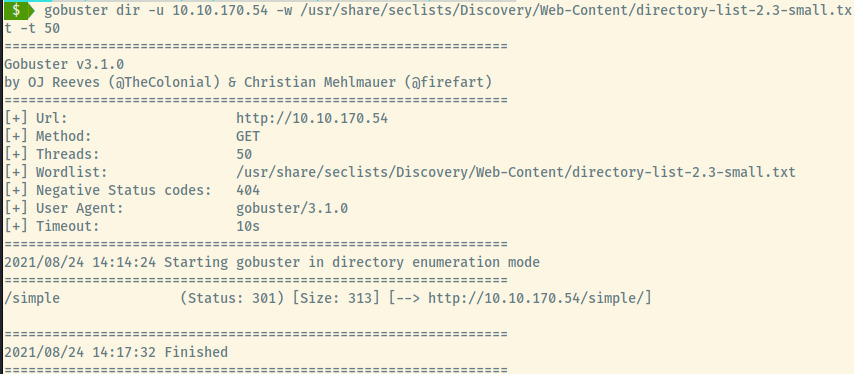 $ gobuster dir -u 10.10.170.54 -w /usr/share/seclists/Discovery/Web-Content/directory-list-2.3-small.tx
t -t 50
===============================================================
Gobuster v3.1.0
by OJ Reeves (@TheColonial) & Christian Mehlmauer (@firefart)
===============================================================
[+] Url:                     http://10.10.170.54
[+] Method:                  GET
[+] Threads:                 50
[+] Wordlist:                /usr/share/seclists/Discovery/Web-Content/directory-list-2.3-small.txt
[+] Negative Status codes:   404
[+] User Agent:              gobuster/3.1.0
[+] Timeout:                 10s
===============================================================
2021/08/24 14:14:24 Starting gobuster in directory enumeration mode
===============================================================
/simple               (Status: 301) [Size: 313] [--> http://10.10.170.54/simple/]

===============================================================
2021/08/24 14:17:32 Finished
===============================================================